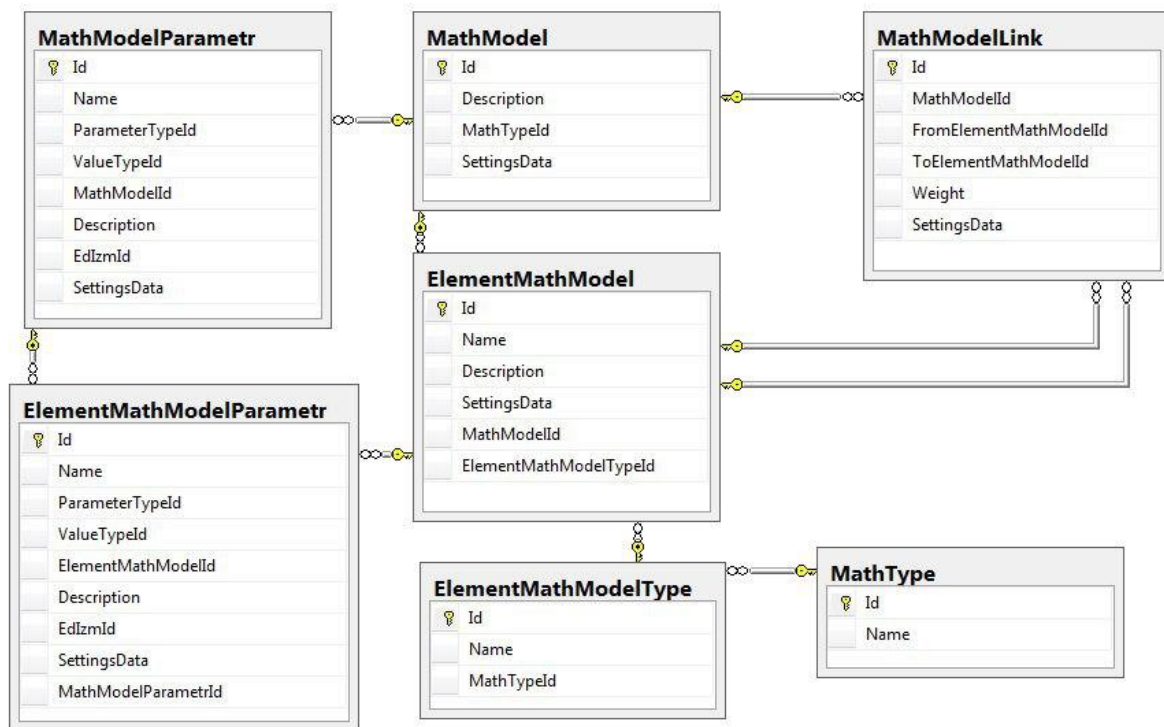 MathModelParametr
Id
Name
ParameterTypeId
ValueTypeId
MathModelId
Description
EdIzmId
SettingsData
MathModel
Id
Description
MathTypeId
SettingsData
MathModelLink
Id
MathModelId
FromElementMathModelId
ToElementMathModelId
Weight
SettingsData
ElementMathModel
Id
Name
Description
SettingsData
MathModelId
ElementMathModelTypeId
ElementMathModelParametr
Id
Name
ParameterTypeId
ValueTypeId
ElementMathModelId
Description
EdIzmId
SettingsData
MathModelParametrId
ElementMathModelType
Id
Name
MathTypeId
MathType
Id
Name